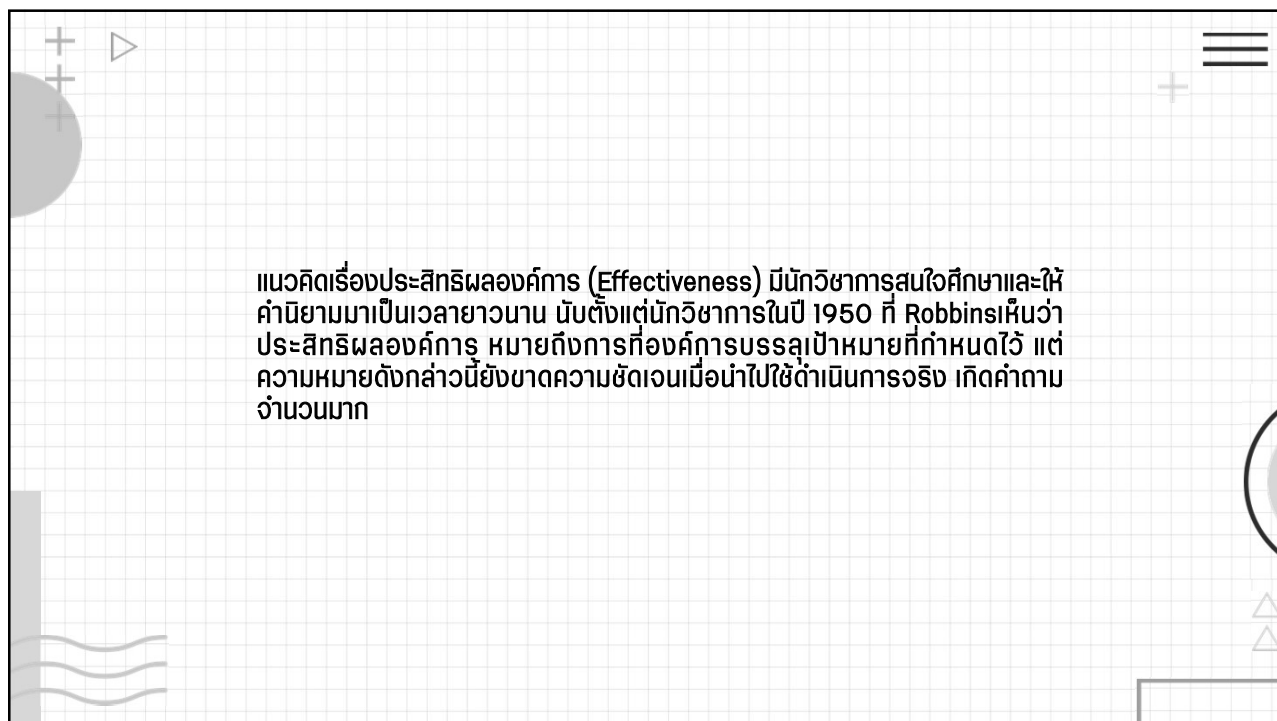 แนวคิดเรื่องประสิทธิผลองค์การ (Effectiveness) มีนักวิชาการสนใจศึกษาและให้
คำนิยามมาเป็นเวลายาวนาน นับตั้งแต่นักวิชาการในปี 1950 ที่ Robbinsเห็นว่า
ประสิทธิผลองค์การ หมายถึงการที่องค์การบรรลุเป้าหมายที่กำหนดไว้ แต่
ความหมายดังกล่าวนี้ยังขาดความชัดเจนเมื่อนำไปใช้ดำเนินการจริง เกิดคำถาม
จำนวนมาก